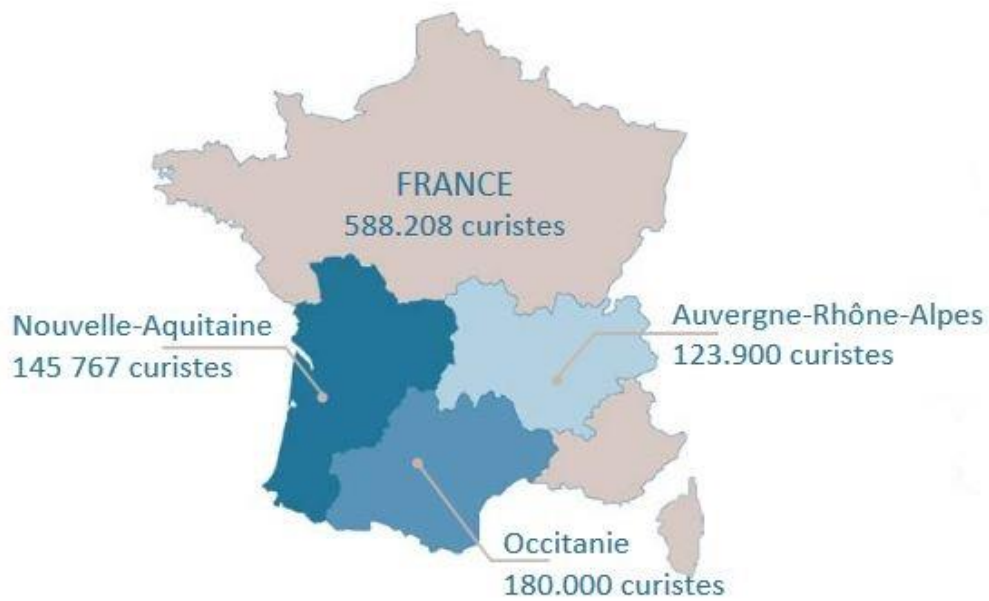 FRANCE
588.208 curistes
Nouvelle-Aquitaine
145 767 curistes
Auvergne-Rhône-Alpes
123.900 curistes
Occitanie
180.000 curistes